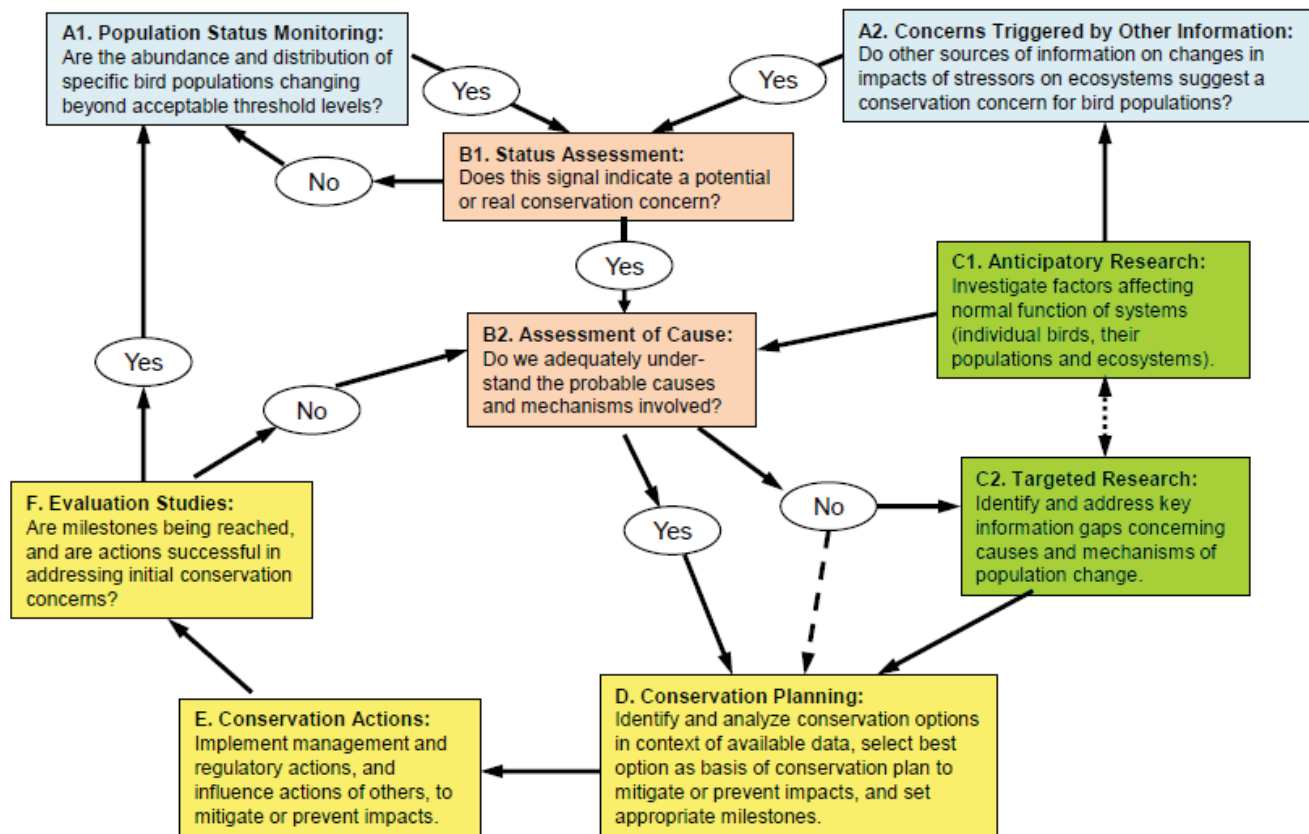 A1. Population Status Monitoring:
Are the abundance and distribution of
specific bird populations changing
beyond acceptable threshold levels?
A2. Concerns Triggered by Other Information:
Do other sources of information on changes in
impacts of stressors on ecosystems suggest a
conservation concern for bird populations?
Yes
Yes
B1. Status Assessment:
Does this signal indicate a potential
or real conservation concern?
No
Yes
C1. Anticipatory Research:
Investigate factors affecting
normal function of systems
(individual birds, their
populations and ecosystems).
B2. Assessment of Cause:
Do we adequately under-
stand the probable causes
and mechanisms involved?
Yes
No
C2. Targeted Research:
Identify and address key
information gaps concerning
causes and mechanisms of
population change.
F. Evaluation Studies:
Are milestones being reached,
and are actions successful in
addressing initial conservation
concerns?
Yes
No
D. Conservation Planning:
Identify and analyze conservation options
in context of available data, select best
option as basis of conservation plan to
mitigate or prevent impacts, and set
appropriate milestones.
E. Conservation Actions:
Implement management and
regulatory actions, and
influence actions of others, to
mitigate or prevent impacts.